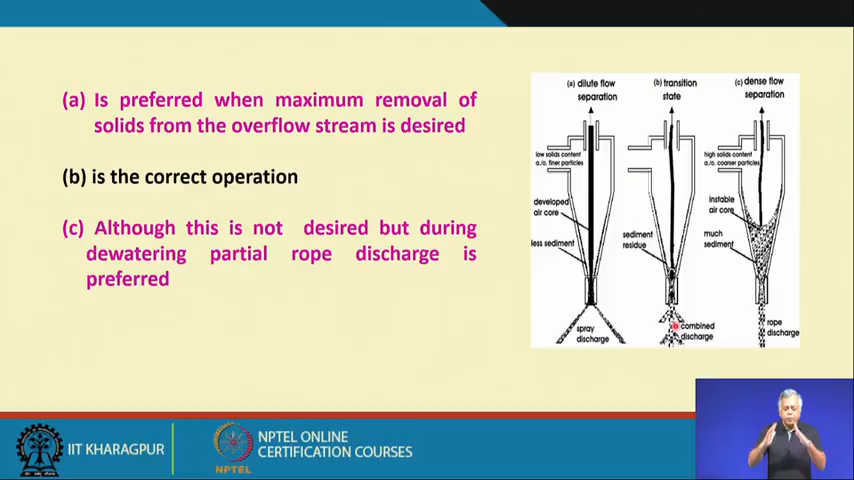 (a) Is preferred when maximum removal of
solids from the overflow stream is desired
(b) is the correct operation
(c) Although this is not desired but during
dewatering partial rope discharge is
preferred
(a) dilute flow
separation
(b) transition
state
(c) dense flow
separation
low solids content
a./o. finer particles
high solids content
a./o. coarser particles
developed
air core
less sediment
sediment
residue
instable
air core
much
sediment
spray
discharge
combined
discharge
rope
discharge
IIT KHARAGPUR
NPTEL
NPTEL ONLINE
CERTIFICATION COURSES